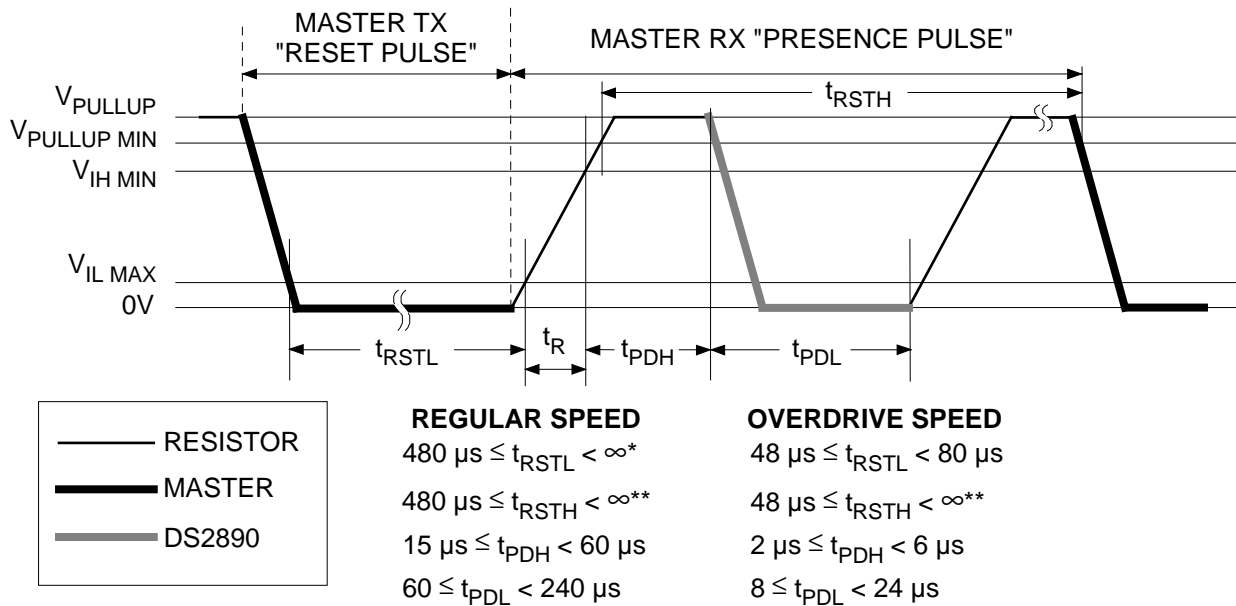 MASTER TX
"RESET PULSE"
MASTER RX "PRESENCE PULSE"
tRSTH
VPULLUP
VPULLUP MIN
VIH MIN
VIL MAX
0V
tRSTL
tR
tPDH
tPDL
RESISTOR
MASTER
DS2890
REGULAR SPEED
480 µs ≤ tRSTL < ∞*
480 µs ≤ tRSTH < ∞**
15 µs ≤ tPDH < 60 µs
60 ≤ tPDL < 240 µs
OVERDRIVE SPEED
48 µs ≤ tRSTL < 80 µs
48 µs ≤ tRSTH < ∞**
2 µs ≤ tPDH < 6 µs
8 ≤ tPDL < 24 µs